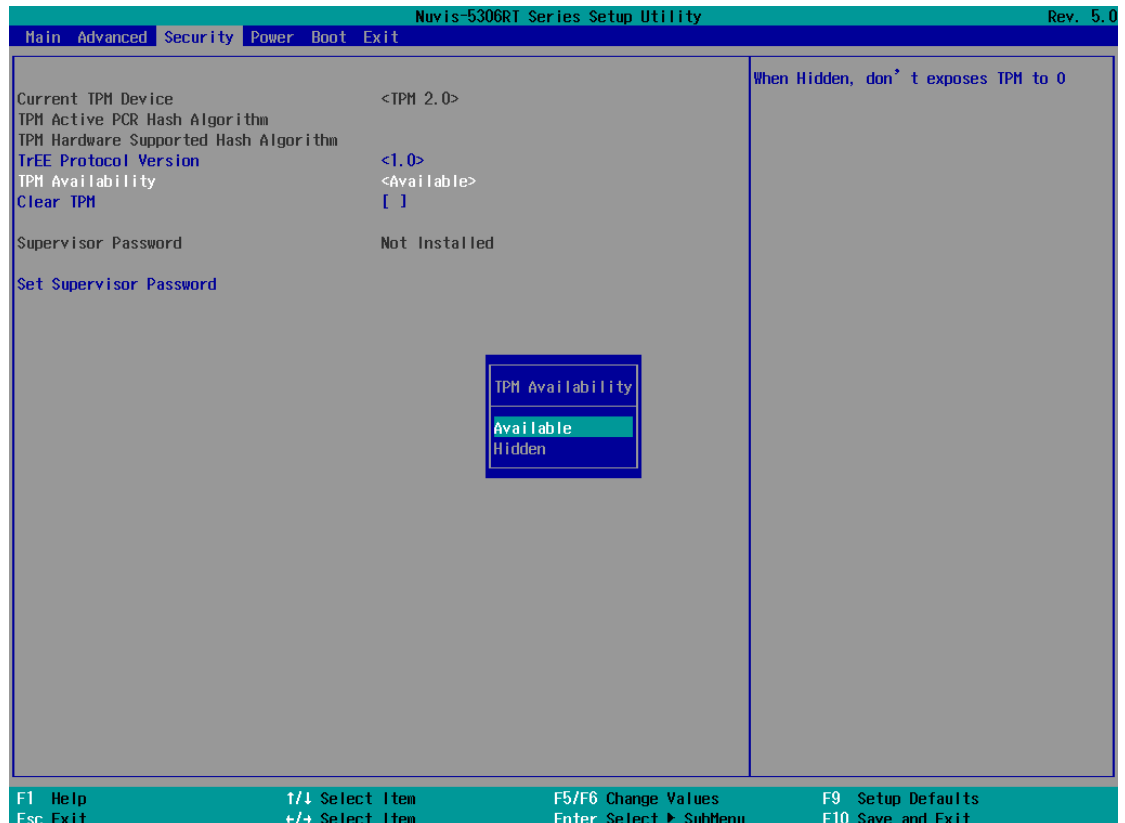 Nuvis-5306RT Series Setup Utility Rev. 5.0
Main Advanced Security Power Boot Exit
When Hidden, don’t exposes TPM to O
Current TPM Device <TPM 2.0>
TPM Active PCR Hash Algorithm
TPM Hardware Supported Hash Algorithm
TrEE Protocol Version <1.0>
TPM Availability <Available>
Clear TPM [ ]
Supervisor Password Not Installed
Set Supervisor Password
TPM Availability
Available
Hidden
F1 Help ↑/↓ Select Item F5/F6 Change Values F9 Setup Defaults
Esc Exit ←/→ Select Item Enter Select ▶ SubMenu F10 Save and Exit